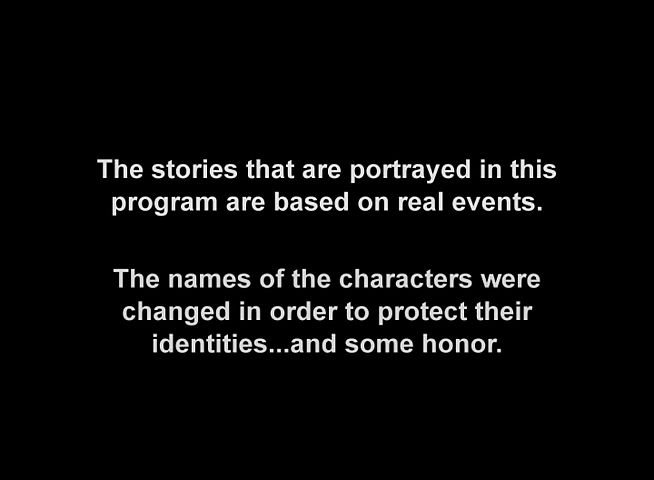 The stories that are portrayed in this
program are based on real events.
The names of the characters were
changed in order to protect their
identities...and some honor.